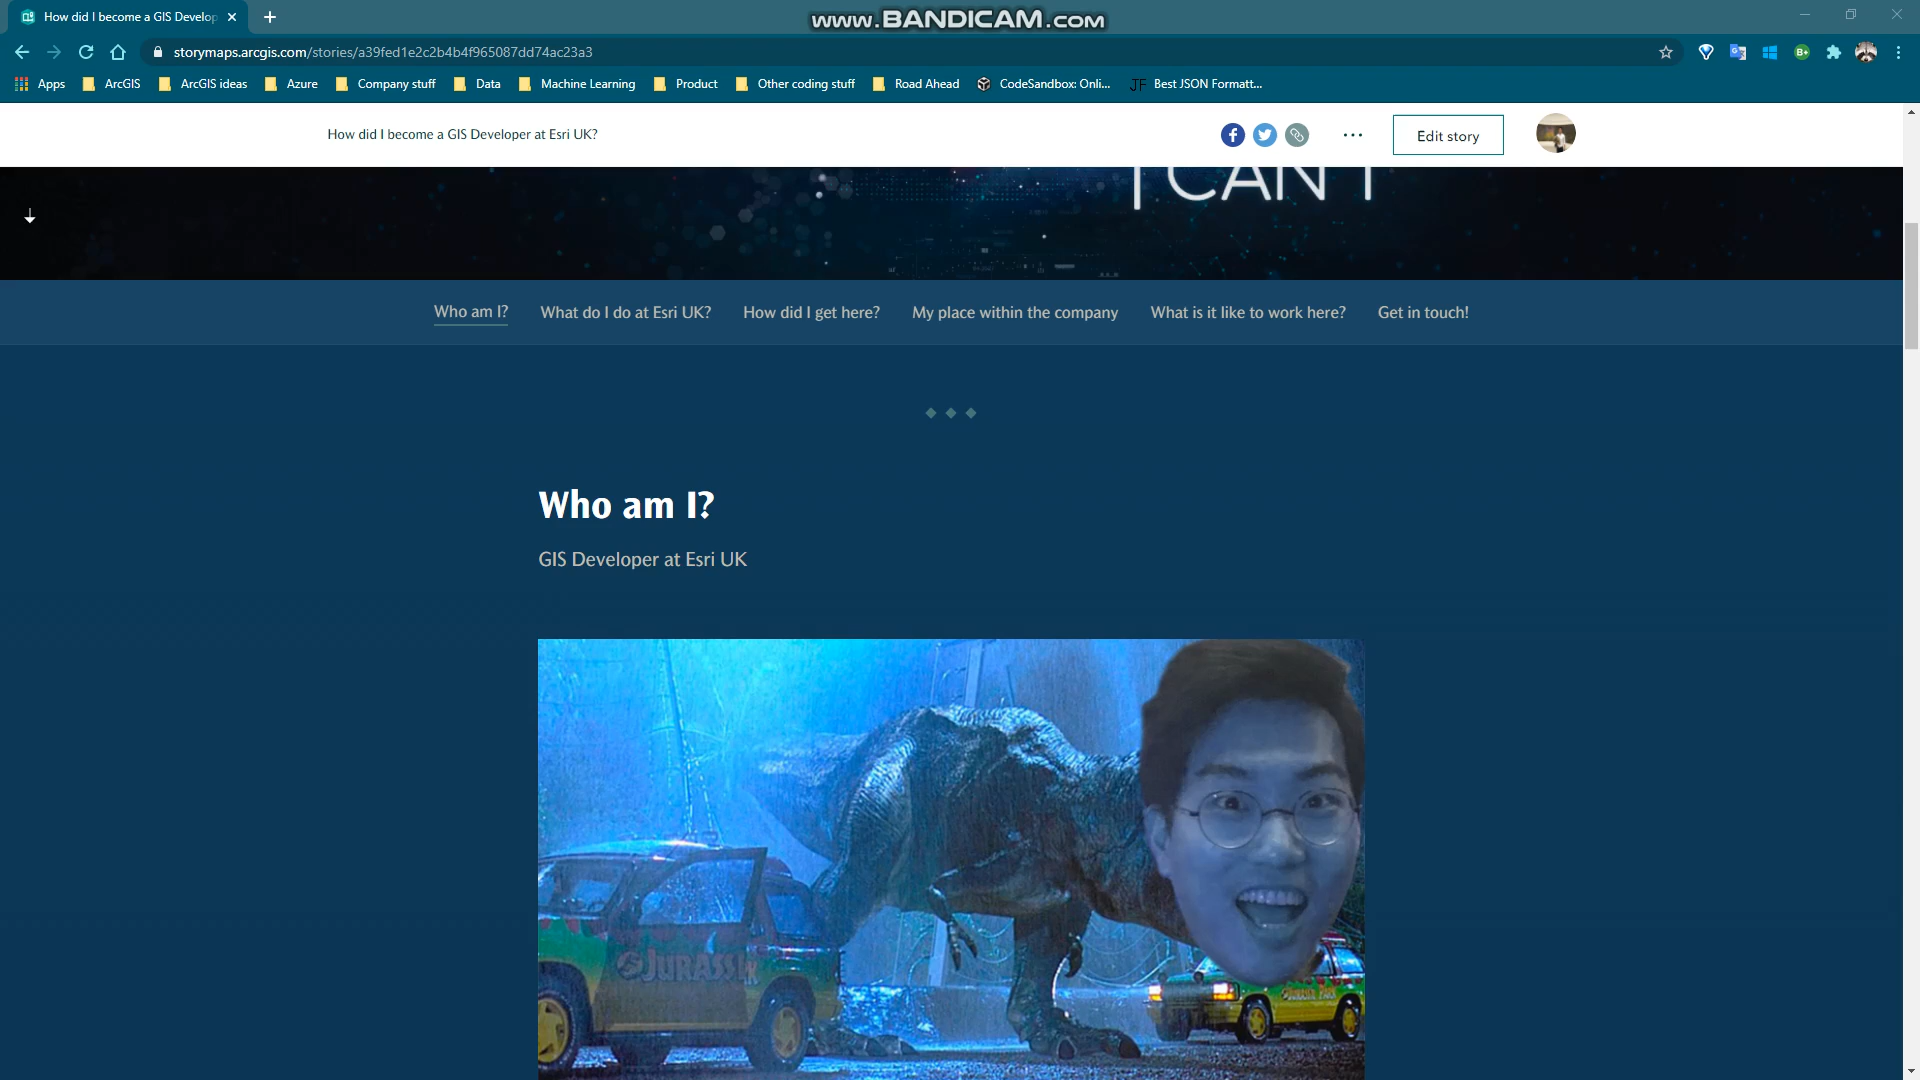 How did I become a GIS Develop
www.BANDICAM.com
storymaps.arcgis.com/stories/a39fed1e2c2b4b4f965087dd74ac23a3
Apps ArcGIS ArcGIS ideas Azure Company stuff Data Machine Learning Product Other coding stuff Road Ahead CodeSandbox: Onli... JF Best JSON Formatt...
How did I become a GIS Developer at Esri UK?
Edit story
I CAN'T
Who am I? What do I do at Esri UK? How did I get here? My place within the company What is it like to work here? Get in touch!
Who am I?
GIS Developer at Esri UK
JURASSIC
JURASSIC PARK